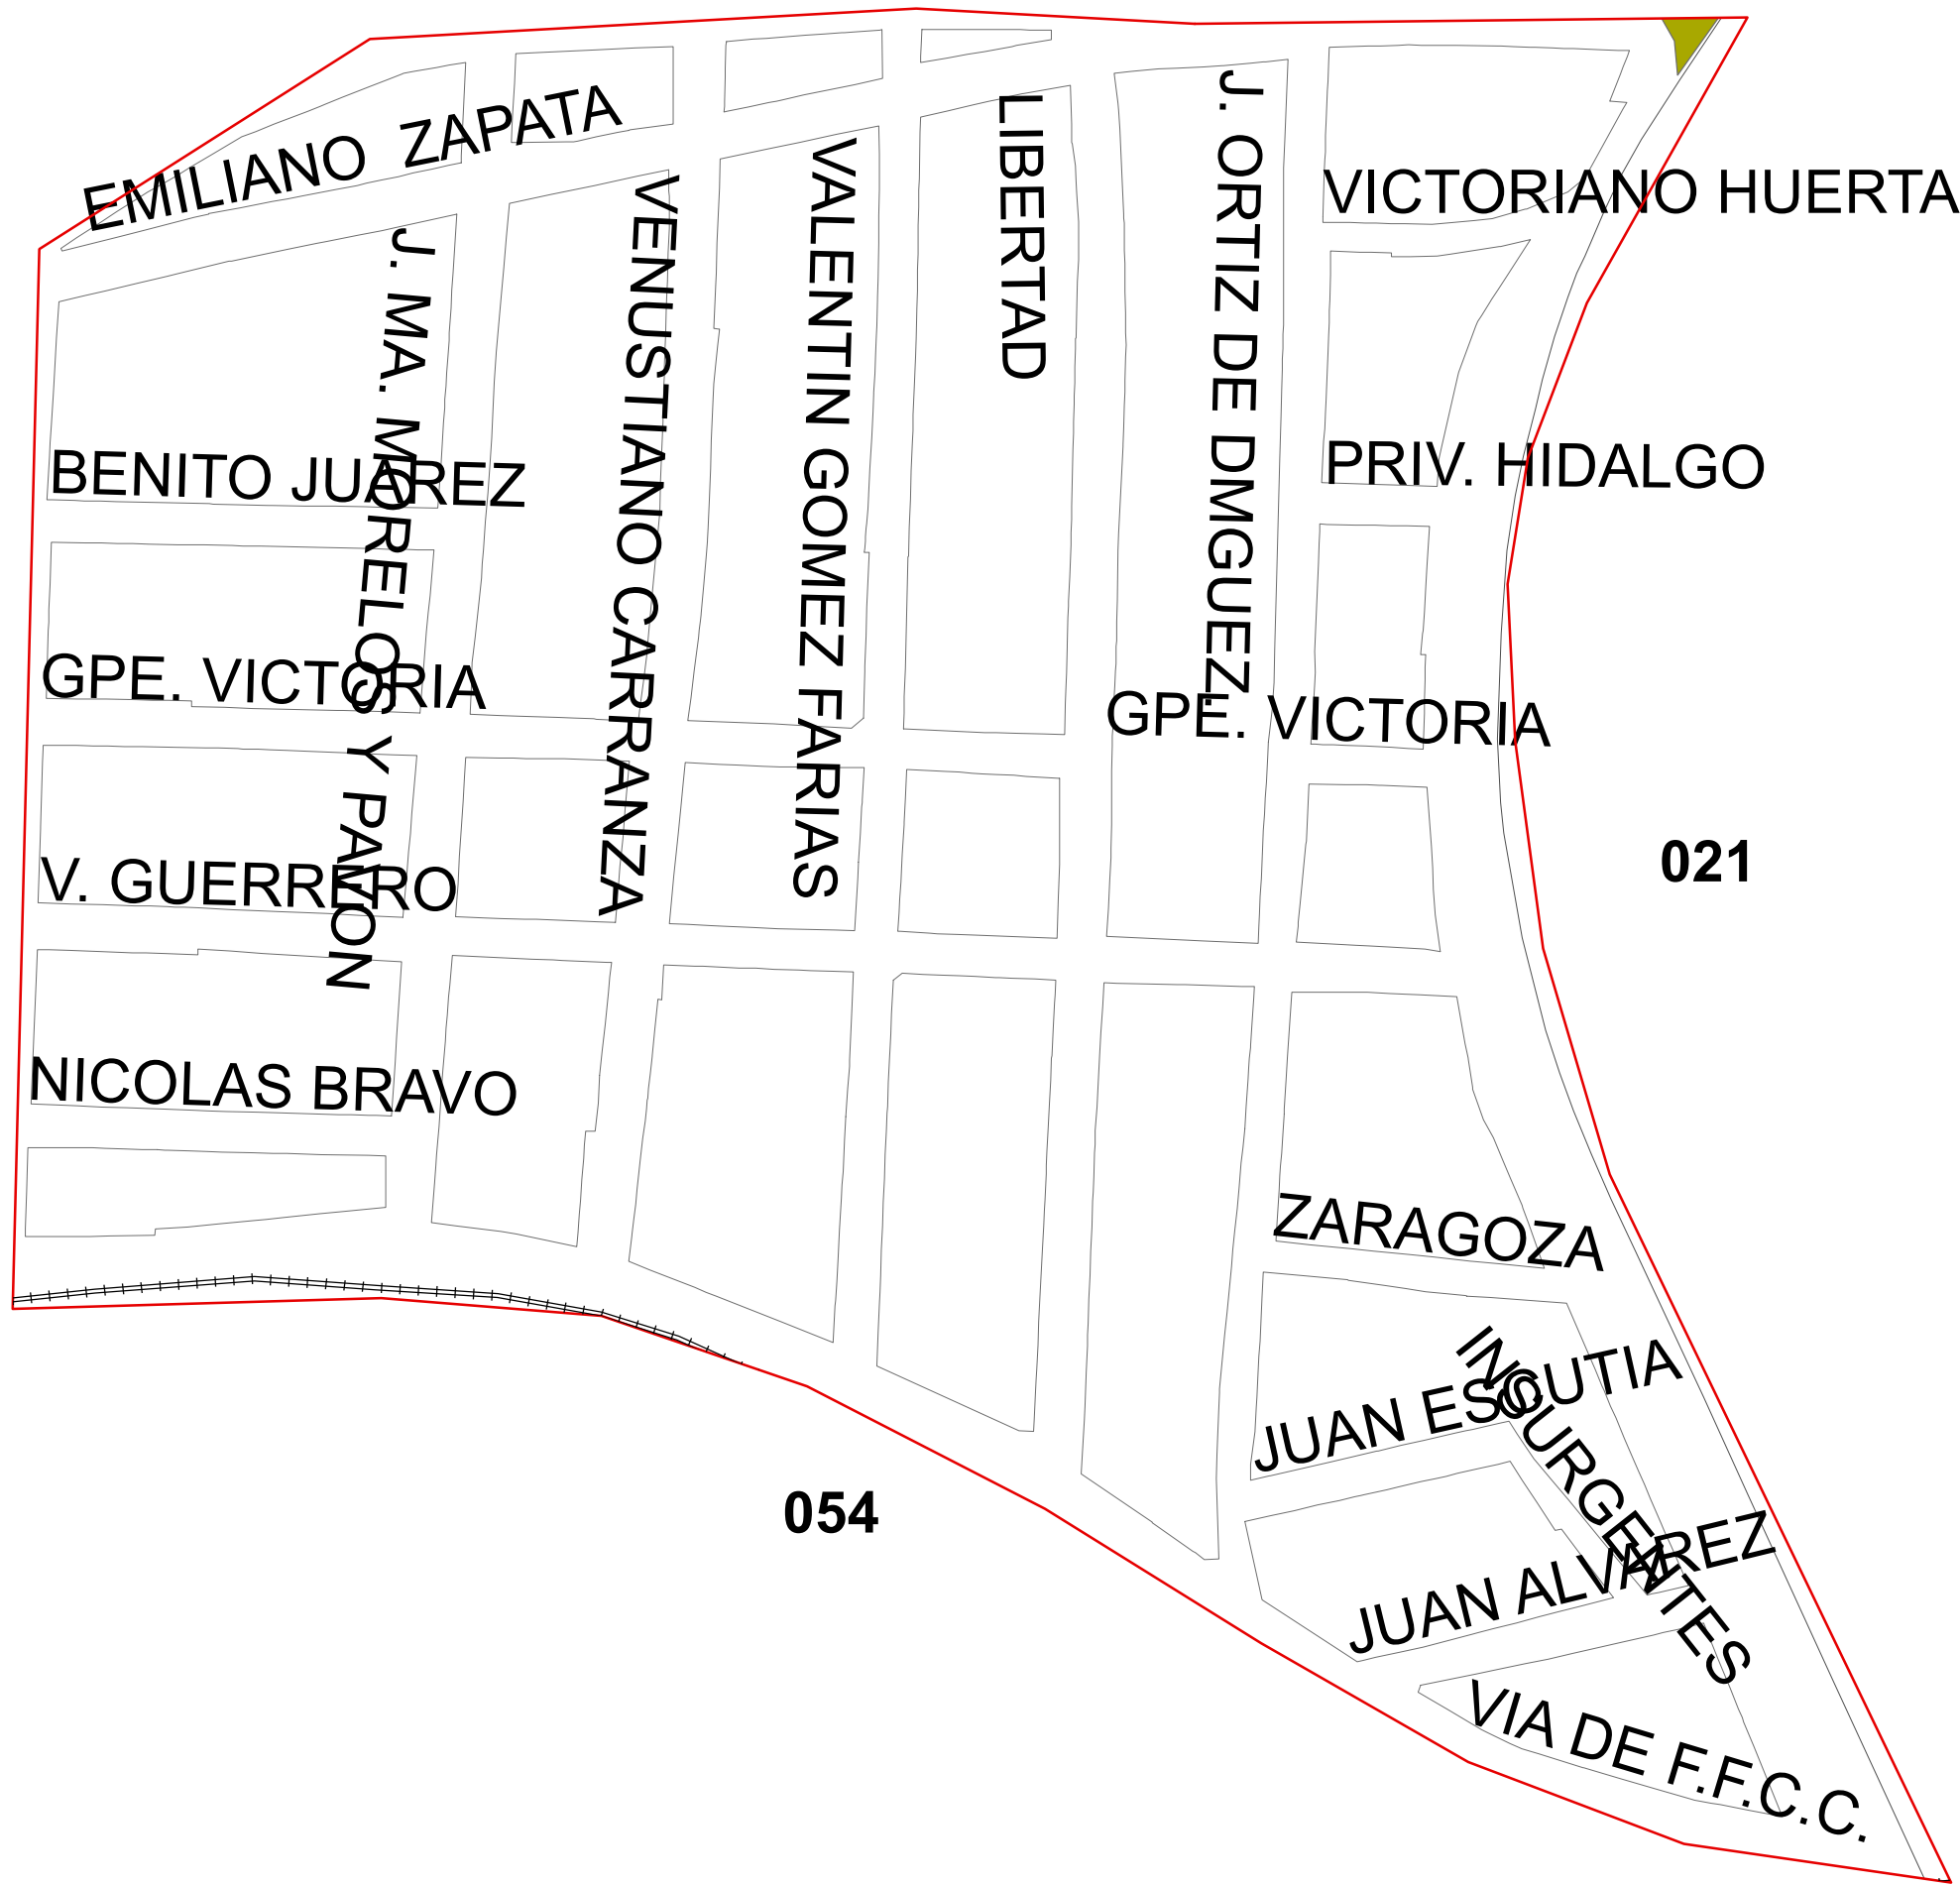 EMILIANO ZAPATA
J. MA. MORELOS Y PAVON
VENUSTIANO CARRANZA
VALENTIN GOMEZ FARIAS
LIBERTAD
J. ORTIZ DE DMGUEZ.
VICTORIANO HUERTA
BENITO JUAREZ
PRIV. HIDALGO
GPE. VICTORIA
GPE. VICTORIA
V. GUERRERO
021
NICOLAS BRAVO
ZARAGOZA
JUAN ESCUTIA
INSURGENTES
054
JUAN ALVAREZ
VIA DE F.F.C.C.